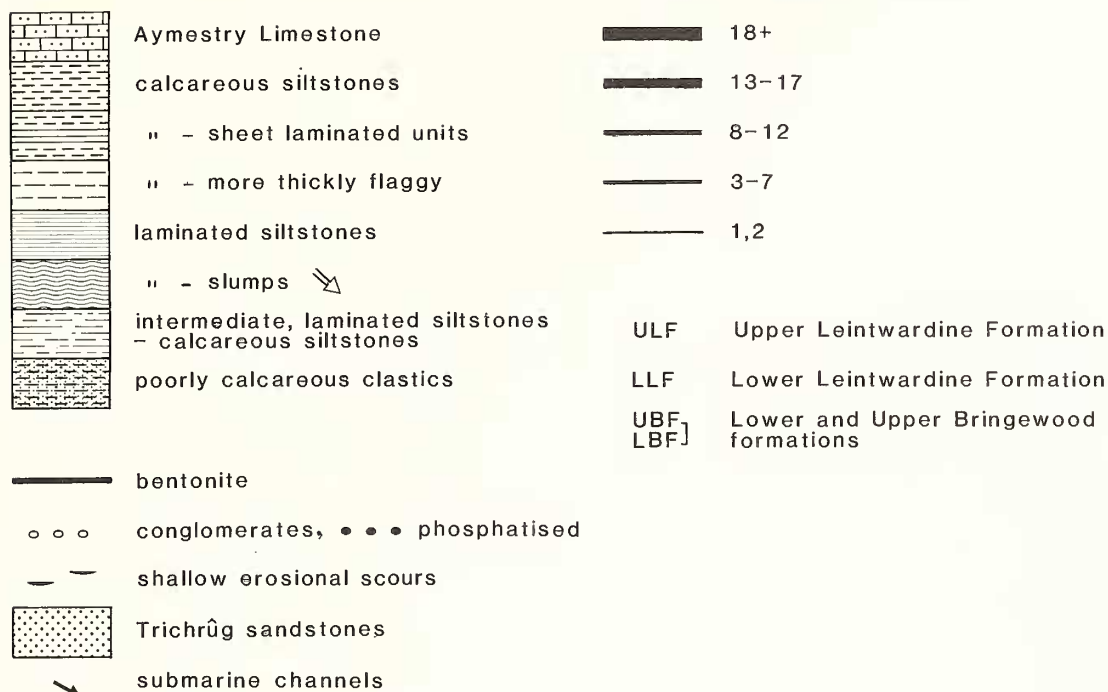 Aymestry Limestone
calcareous siltstones
" - sheet laminated units
" - more thickly flaggy
laminated siltstones
" - slumps
intermediate, laminated siltstones
- calcareous siltstones
poorly calcareous clastics
bentonite
conglomerates, phosphatised
shallow erosional scours
Trichrûg sandstones
submarine channels
18+
13-17
8-12
3-7
1,2
ULF Upper Leintwardine Formation
LLF Lower Leintwardine Formation
UBF Lower and Upper Bringewood
LBF] formations